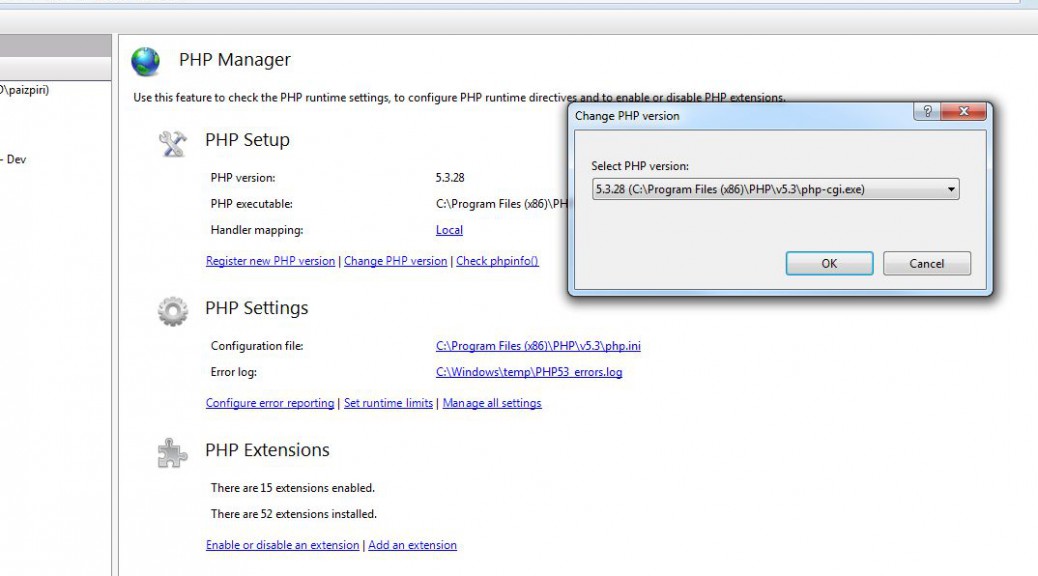 D\paizpiri)
- Dev
PHP Manager
Use this feature to check the PHP runtime settings, to configure PHP runtime directives and to enable or disable PHP extensions.
PHP Setup
PHP version: 5.3.28
PHP executable: C:\Program Files (x86)\PH
Handler mapping: Local
Register new PHP version | Change PHP version | Check phpinfo()
PHP Settings
Configuration file: C:\Program Files (x86)\PHP\v5.3\php.ini
Error log: C:\Windows\temp\PHP53_errors.log
Configure error reporting | Set runtime limits | Manage all settings
PHP Extensions
There are 15 extensions enabled.
There are 52 extensions installed.
Enable or disable an extension | Add an extension
Change PHP version
?
Select PHP version:
5.3.28 (C:\Program Files (x86)\PHP\v5.3\php-cgi.exe)
OK Cancel